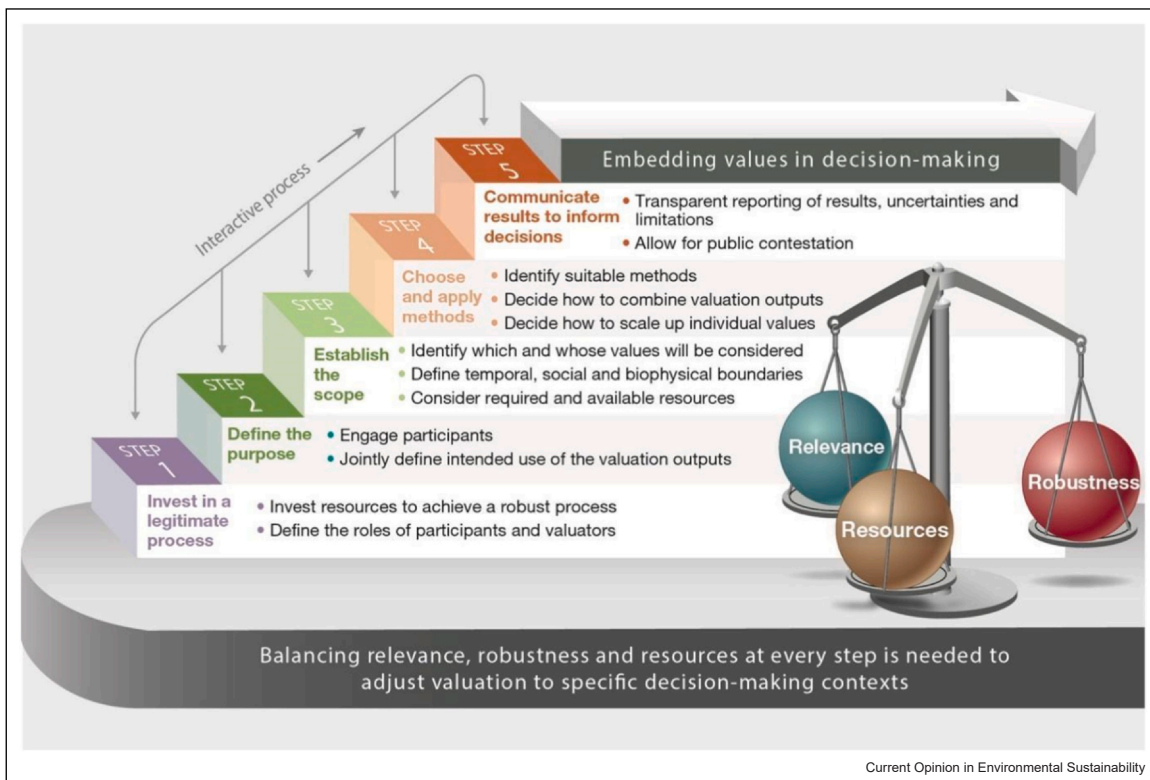 Interactive process
STEP
5
Embedding values in decision-making
Communicate
results to inform
decisions
• Transparent reporting of results, uncertainties and
limitations
• Allow for public contestation
STEP
4
Choose
and apply
methods
• Identify suitable methods
• Decide how to combine valuation outputs
• Decide how to scale up individual values
STEP
3
Establish
the
scope
• Identify which and whose values will be considered
• Define temporal, social and biophysical boundaries
• Consider required and available resources
STEP
2
Define the
purpose
• Engage participants
• Jointly define intended use of the valuation outputs
STEP
1
Invest in a
legitimate
process
• Invest resources to achieve a robust process
• Define the roles of participants and valuators
Relevance
Resources
Robustness
Balancing relevance, robustness and resources at every step is needed to
adjust valuation to specific decision-making contexts
Current Opinion in Environmental Sustainability